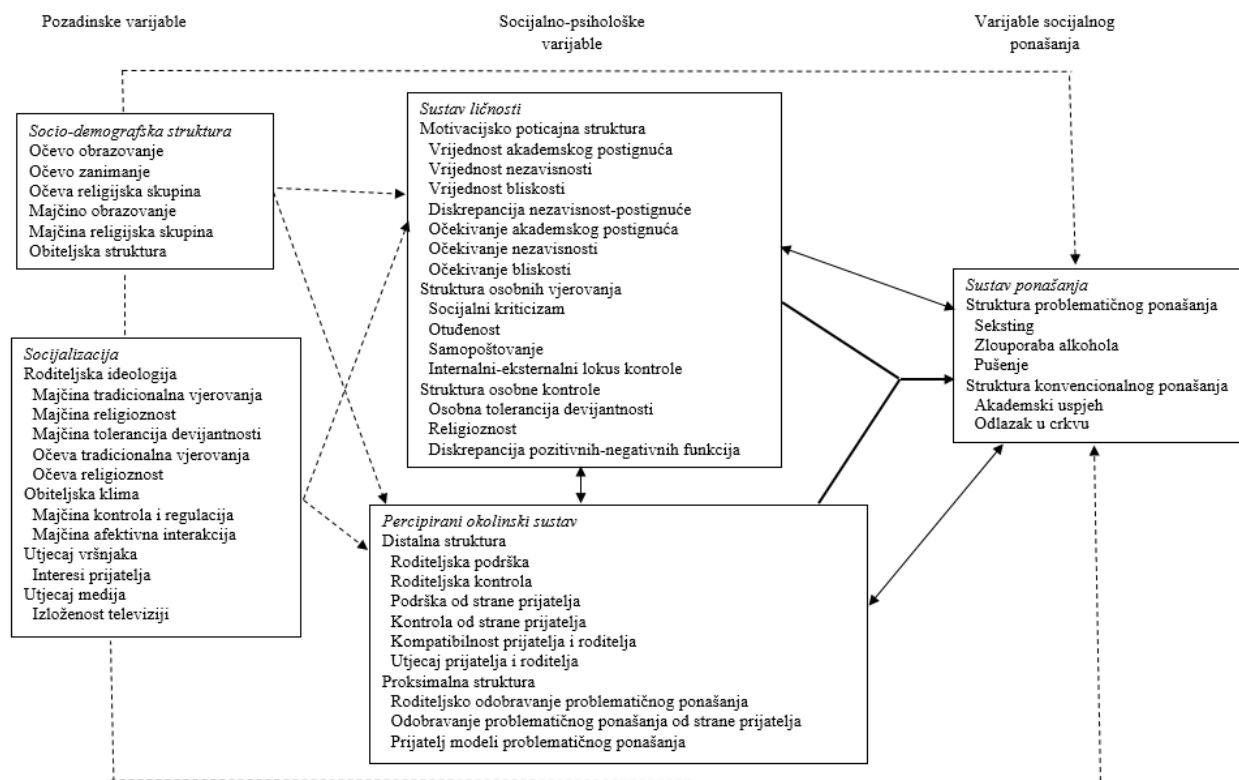 Pozadinske varijable
Socijalno-psihološke
varijable
Varijable socijalnog
ponašanja
Socio-demografska struktura
Očevo obrazovanje
Očevo zanimanje
Očeva religijska skupina
Majčino obrazovanje
Majčina religijska skupina
Obiteljska struktura
Socijalizacija
Roditeljska ideologija
Majčina tradicionalna vjerovanja
Majčina religioznost
Majčina tolerancija devijantnosti
Očeva tradicionalna vjerovanja
Očeva religioznost
Obiteljska klima
Majčina kontrola i regulacija
Majčina afektivna interakcija
Utjecaj vršnjaka
Interesi prijatelja
Utjecaj medija
Izloženost televiziji
Sustav ličnosti
Motivacijsko poticajna struktura
Vrijednost akademskog postignuća
Vrijednost nezavisnosti
Vrijednost bliskosti
Diskrepancija nezavisnost-postignuće
Očekivanje akademskog postignuća
Očekivanje nezavisnosti
Očekivanje bliskosti
Struktura osobnih vjerovanja
Socijalni kriticizam
Otuđenost
Samopoštovanje
Internalni-eksternalni lokus kontrole
Struktura osobne kontrole
Osobna tolerancija devijantnosti
Religioznost
Diskrepancija pozitivnih-negativnih funkcija
Percipirani okolinski sustav
Distalna struktura
Roditeljska podrška
Roditeljska kontrola
Podrška od strane prijatelja
Kontrola od strane prijatelja
Kompatibilnost prijatelja i roditelja
Utjecaj prijatelja i roditelja
Proksimalna struktura
Roditeljsko odobravanje problematičnog ponašanja
Odobravanje problematičnog ponašanja od strane prijatelja
Prijatelj modeli problematičnog ponašanja
Sustav ponašanja
Struktura problematičnog ponašanja
Seksting
Zlouporaba alkohola
Pušenje
Struktura konvencionalnog ponašanja
Akademski uspjeh
Odlazak u crkvu